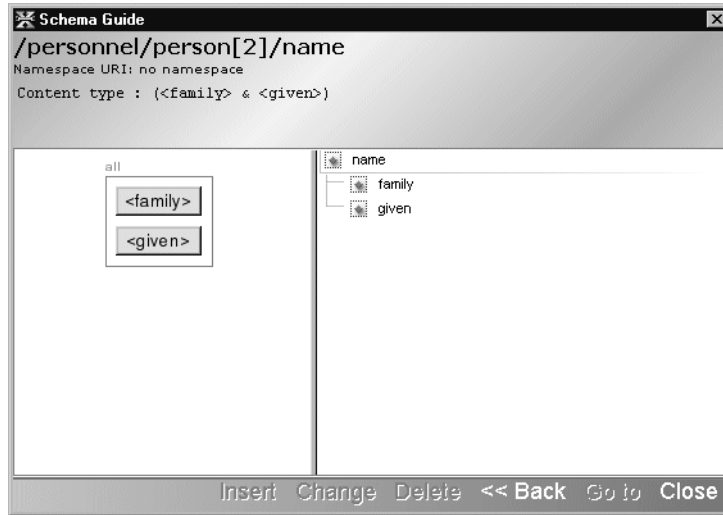 Schema Guide
/personnel/person[2]/name
Namespace URI: no namespace
Content type : (<family> & <given>)
all
<family>
<given>
name
family
given
Insert Change Delete << Back Go to Close